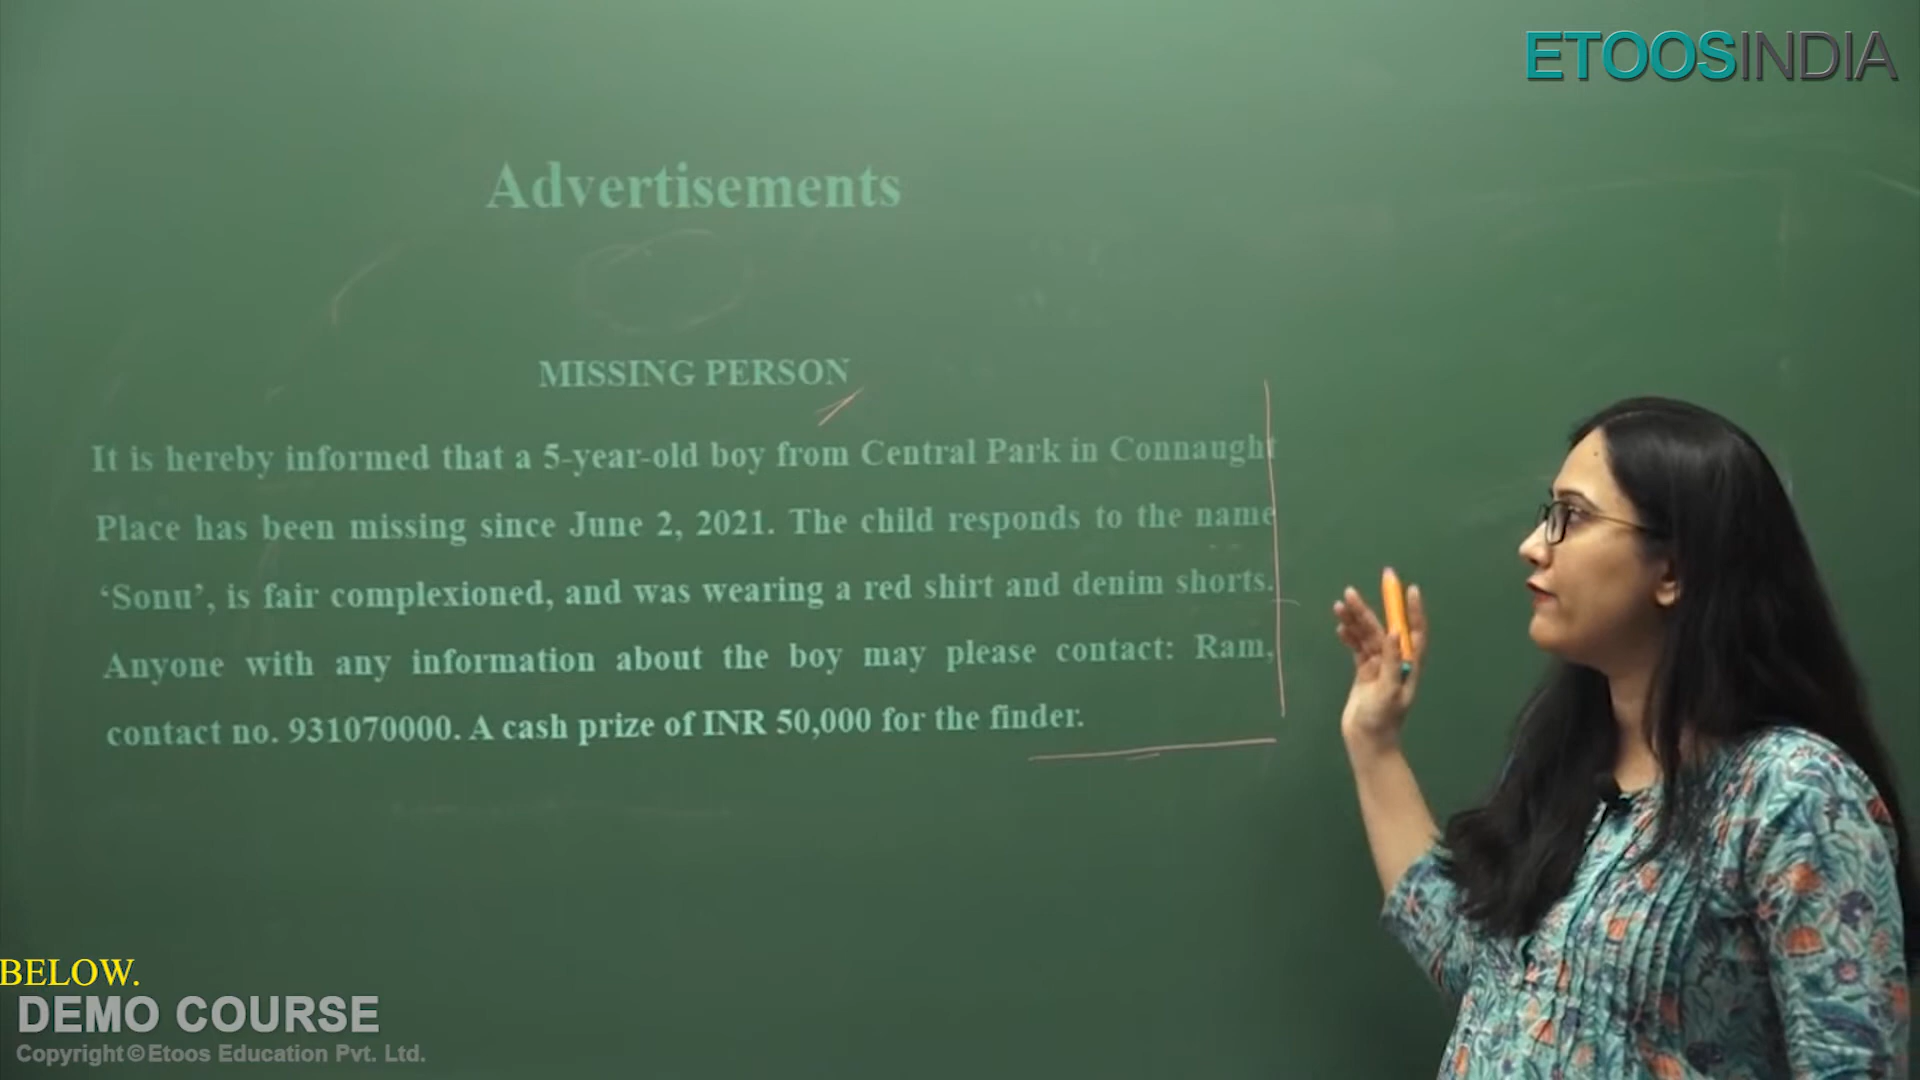 ETOOSINDIA
Advertisements
MISSING PERSON
It is hereby informed that a 5-year-old boy from Central Park in Connaught
Place has been missing since June 2, 2021. The child responds to the name
‘Sonu’, is fair complexioned, and was wearing a red shirt and denim shorts.
Anyone with any information about the boy may please contact: Ram,
contact no. 931070000. A cash prize of INR 50,000 for the finder.
BELOW.
DEMO COURSE
Copyright © Etoos Education Pvt. Ltd.